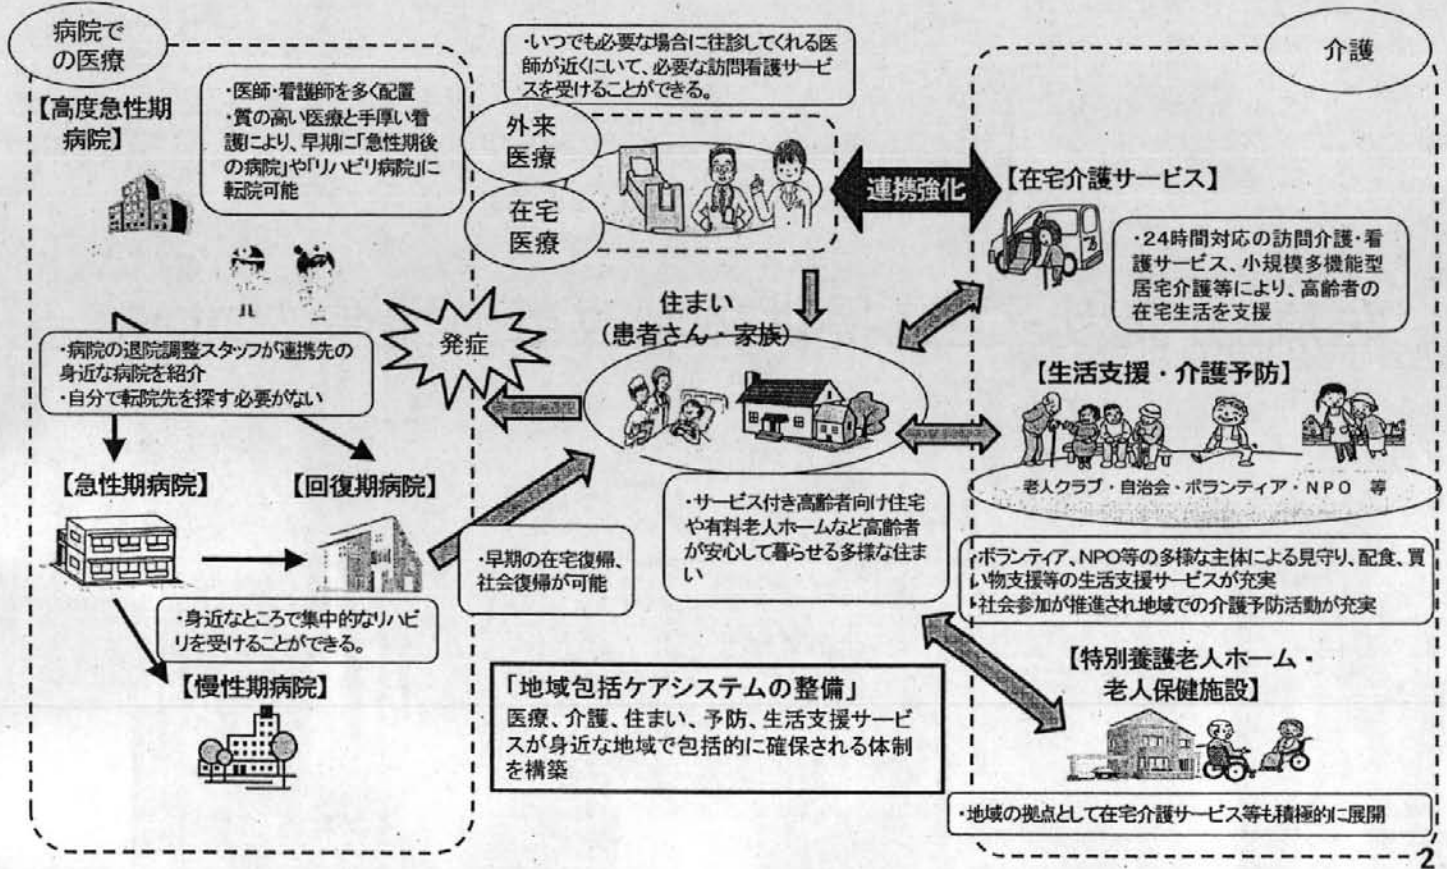 病院で
の医療
【高度急性期
病院】
・医師・看護師を多く配置
・質の高い医療と手厚い看
護により、早期に「急性期後
の病院」や「リハビリ病院」に
転院可能
・病院の退院調整スタッフが連携先の
身近な病院を紹介
・自分で転院先を探す必要がない
【急性期病院】
【回復期病院】
・身近なところで集中的なリハビ
リを受けることができる。
【慢性期病院】
・いつでも必要な場合に往診してくれる医
師が近くにいて、必要な訪問看護サービ
スを受けることができる。
外来
医療
在宅
医療
連携強化
発症
住まい
(患者さん・家族)
・早期の在宅復帰、
社会復帰が可能
・サービス付き高齢者向け住宅
や有料老人ホームなど高齢者
が安心して暮らせる多様な住ま
い
「地域包括ケアシステムの整備」
医療、介護、住まい、予防、生活支援サービ
スが身近な地域で包括的に確保される体制
を構築
介護
【在宅介護サービス】
・24時間対応の訪問介護・看
護サービス、小規模多機能型
居宅介護等により、高齢者の
在宅生活を支援
【生活支援・介護予防】
老人クラブ・自治会・ボランティア・NPO 等
・ボランティア、NPO等の多様な主体による見守り、配食、買
い物支援等の生活支援サービスが充実
・社会参加が推進され地域での介護予防活動が充実
【特別養護老人ホーム・
老人保健施設】
・地域の拠点として在宅介護サービス等も積極的に展開
2